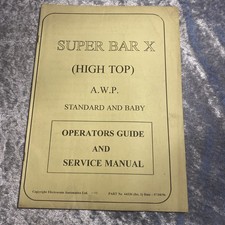 SUPER BAR X
(HIGH TOP)
A.W.P.
STANDARD AND BABY
OPERATORS GUIDE
AND
SERVICE MANUAL